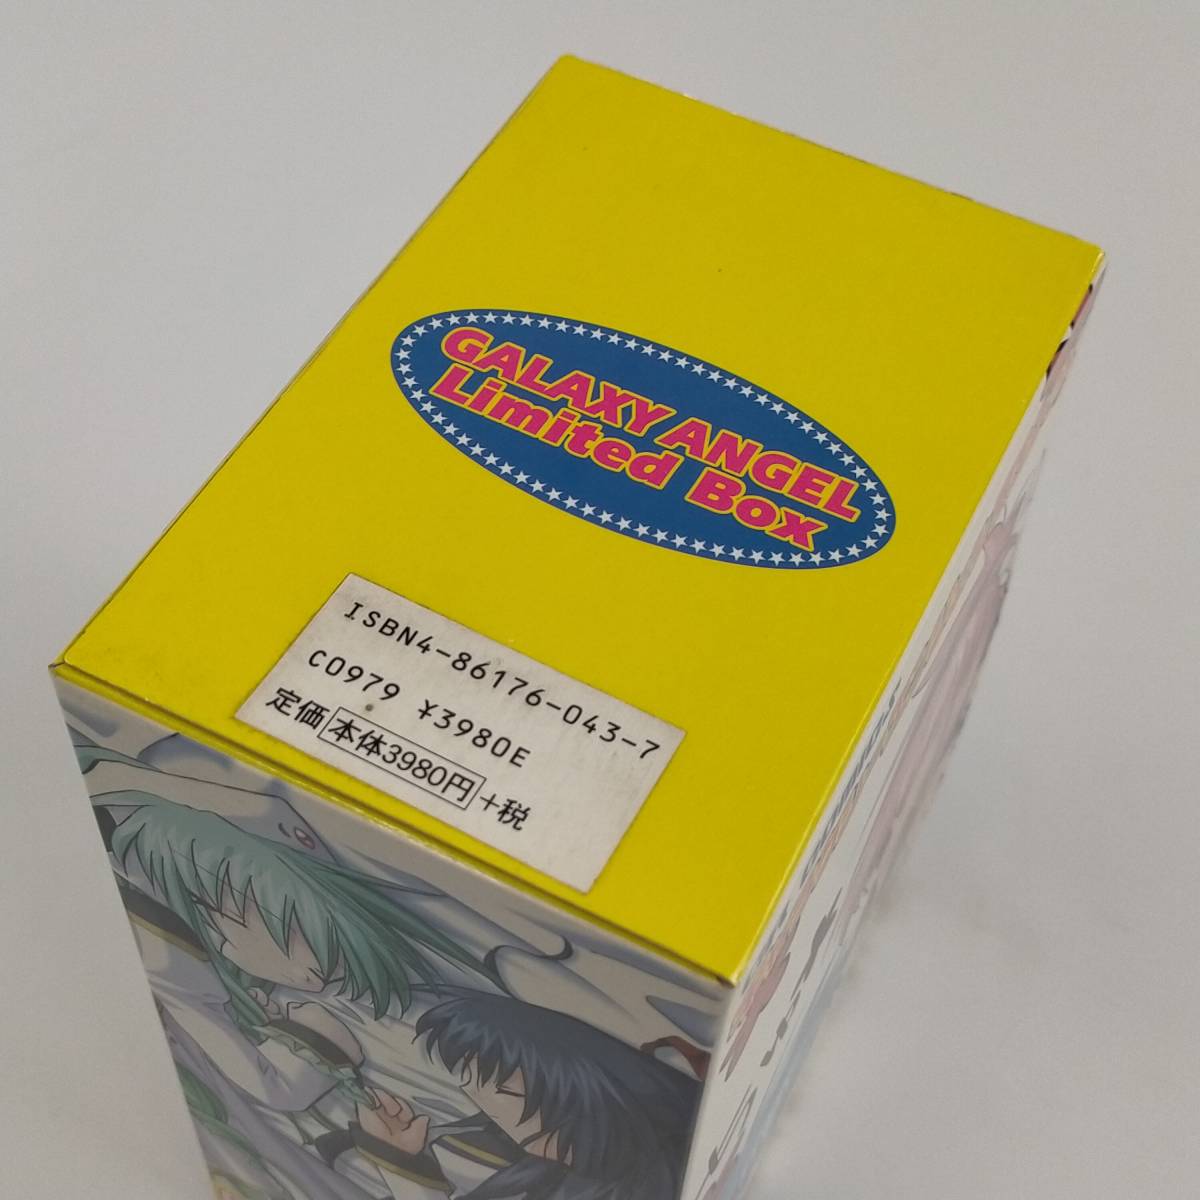 GALAXY ANGEL
Limited Box
ISBN4-86176-043-7
C0979 ¥3980E
定価本体3980円+税